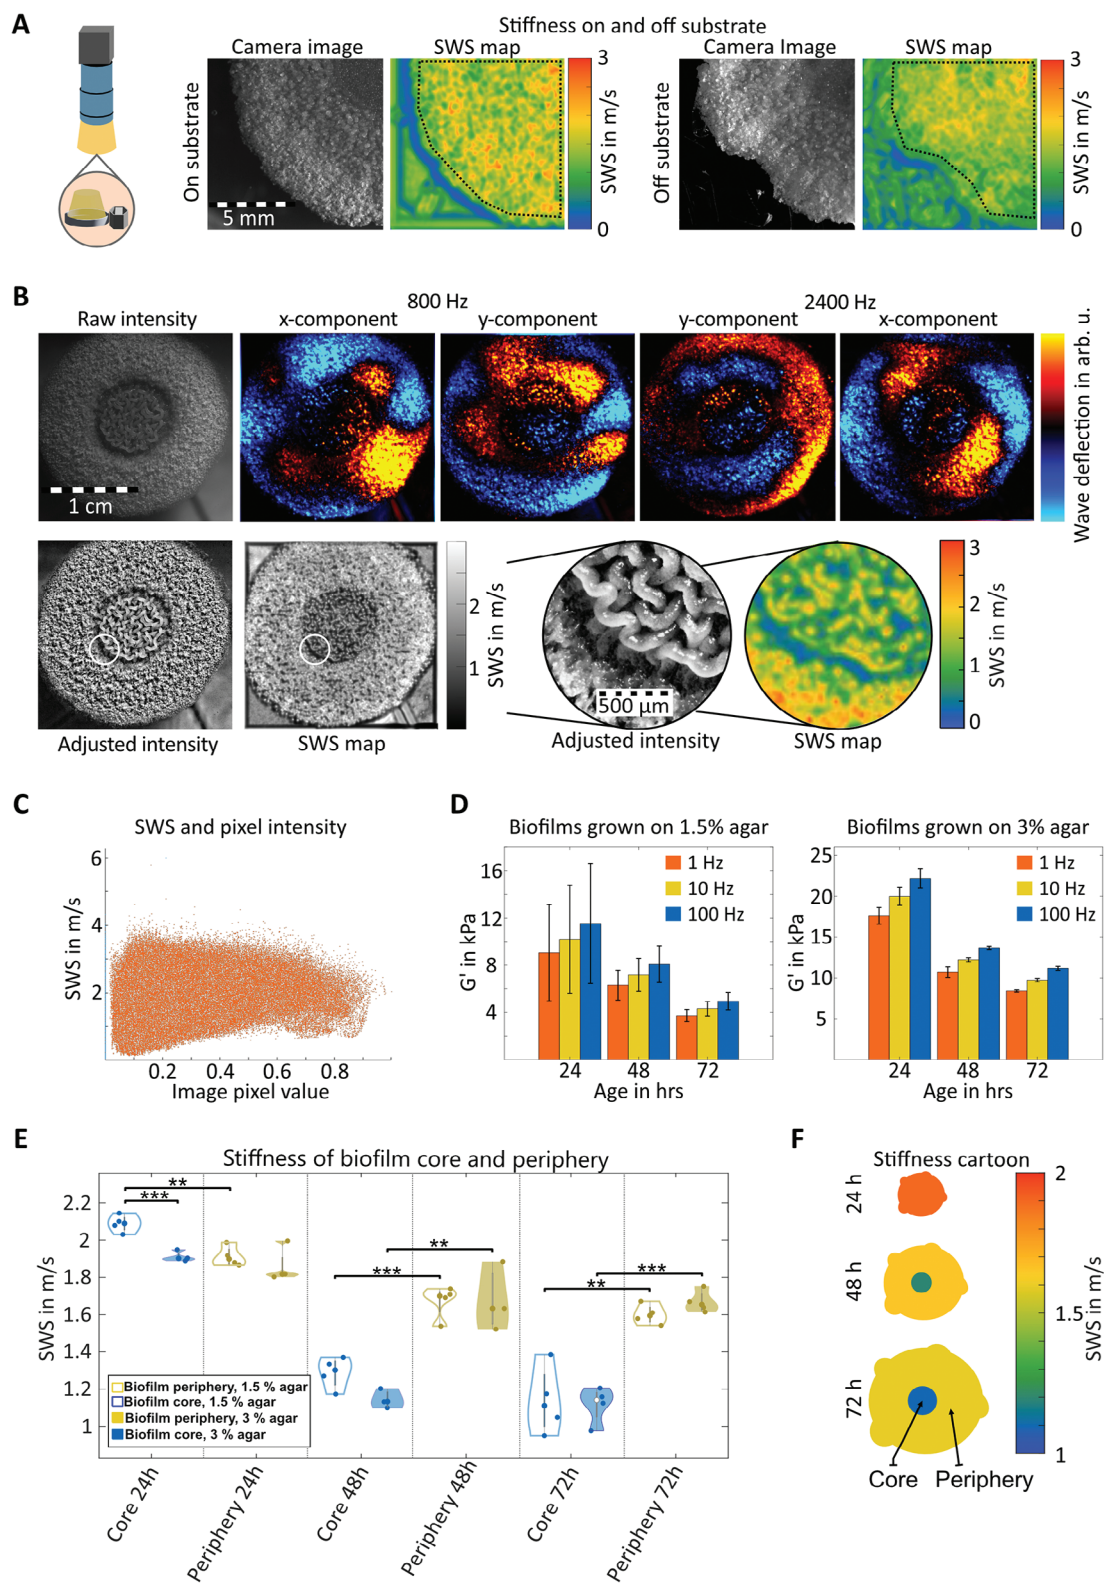 A
Stiffness on and off substrate
Camera image
SWS map
Camera Image
SWS map
On substrate
5 mm
3
0
SWS in m/s
Off substrate
3
0
SWS in m/s
B
800 Hz
2400 Hz
Raw intensity
x-component
y-component
y-component
x-component
1 cm
Wave deflection in arb. u.
2
1
SWS in m/s
500 µm
3
2
1
0
SWS in m/s
Adjusted intensity
SWS map
Adjusted intensity
SWS map
C
SWS and pixel intensity
6
4
2
SWS in m/s
0.2
0.4
0.6
0.8
Image pixel value
D
Biofilms grown on 1.5% agar
16
12
8
4
G' in kPa
1 Hz
10 Hz
100 Hz
24
48
72
Age in hrs
Biofilms grown on 3% agar
25
20
15
10
5
G' in kPa
1 Hz
10 Hz
100 Hz
24
48
72
Age in hrs
E
Stiffness of biofilm core and periphery
2.2
2
1.8
1.6
1.4
1.2
1
SWS in m/s
**
***
***
**
**
***
Biofilm periphery, 1.5 % agar
Biofilm core, 1.5 % agar
Biofilm periphery, 3 % agar
Biofilm core, 3 % agar
Core 24h
Periphery 24h
Core 48h
Periphery 48h
Core 72h
Periphery 72h
F
Stiffness cartoon
24 h
48 h
72 h
2
1.5
1
SWS in m/s
Core
Periphery